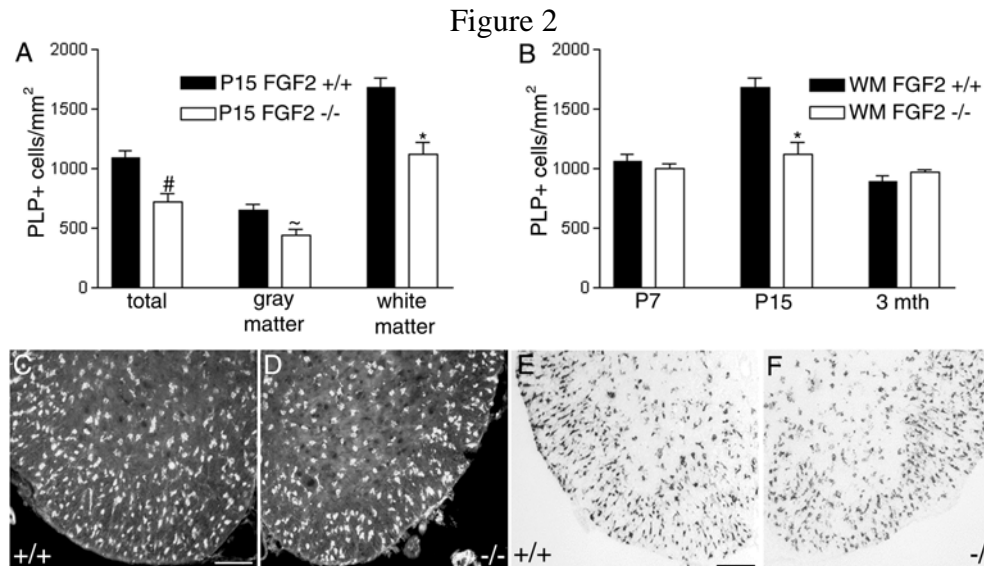 Figure 2
A
2000
1500
1000
500
0
PLP+ cells/mm²
P15 FGF2 +/+
P15 FGF2 -/-
#
~
*
total
gray matter
white matter
B
2000
1500
1000
500
0
PLP+ cells/mm²
WM FGF2 +/+
WM FGF2 -/-
*
P7
P15
3 mth
C
+/+
D
-/-
E
+/+
F
-/